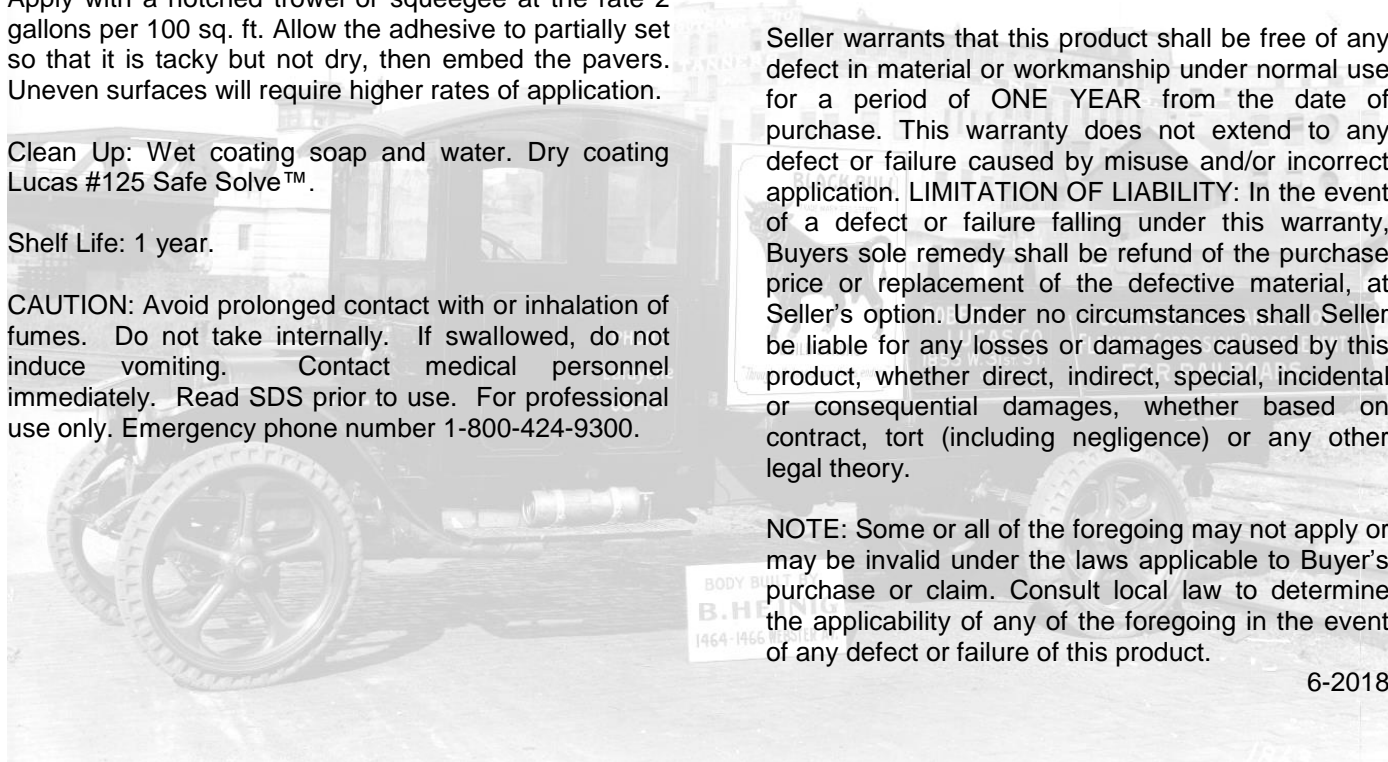 Apply with a notched trowel or squeegee at the rate 2
gallons per 100 sq. ft. Allow the adhesive to partially set
so that it is tacky but not dry, then embed the pavers.
Uneven surfaces will require higher rates of application.
Clean Up: Wet coating soap and water. Dry coating
Lucas #125 Safe Solve™.
Shelf Life: 1 year.
CAUTION: Avoid prolonged contact with or inhalation of
fumes. Do not take internally. If swallowed, do not
induce vomiting. Contact medical personnel
immediately. Read SDS prior to use. For professional
use only. Emergency phone number 1-800-424-9300.
Seller warrants that this product shall be free of any
defect in material or workmanship under normal use
for a period of ONE YEAR from the date of
purchase. This warranty does not extend to any
defect or failure caused by misuse and/or incorrect
application. LIMITATION OF LIABILITY: In the event
of a defect or failure falling under this warranty,
Buyers sole remedy shall be refund of the purchase
price or replacement of the defective material, at
Seller's option. Under no circumstances shall Seller
be liable for any losses or damages caused by this
product, whether direct, indirect, special, incidental
or consequential damages, whether based on
contract, tort (including negligence) or any other
legal theory.
NOTE: Some or all of the foregoing may not apply or
may be invalid under the laws applicable to Buyer's
purchase or claim. Consult local law to determine
the applicability of any of the foregoing in the event
of any defect or failure of this product.
6-2018
BLACK BULL
LUCAS CO
1855 W. 31ST ST.
FOR RAILROADS
BODY BUILT BY
B. HEINIG
1464-1466 WEBSTER AV.